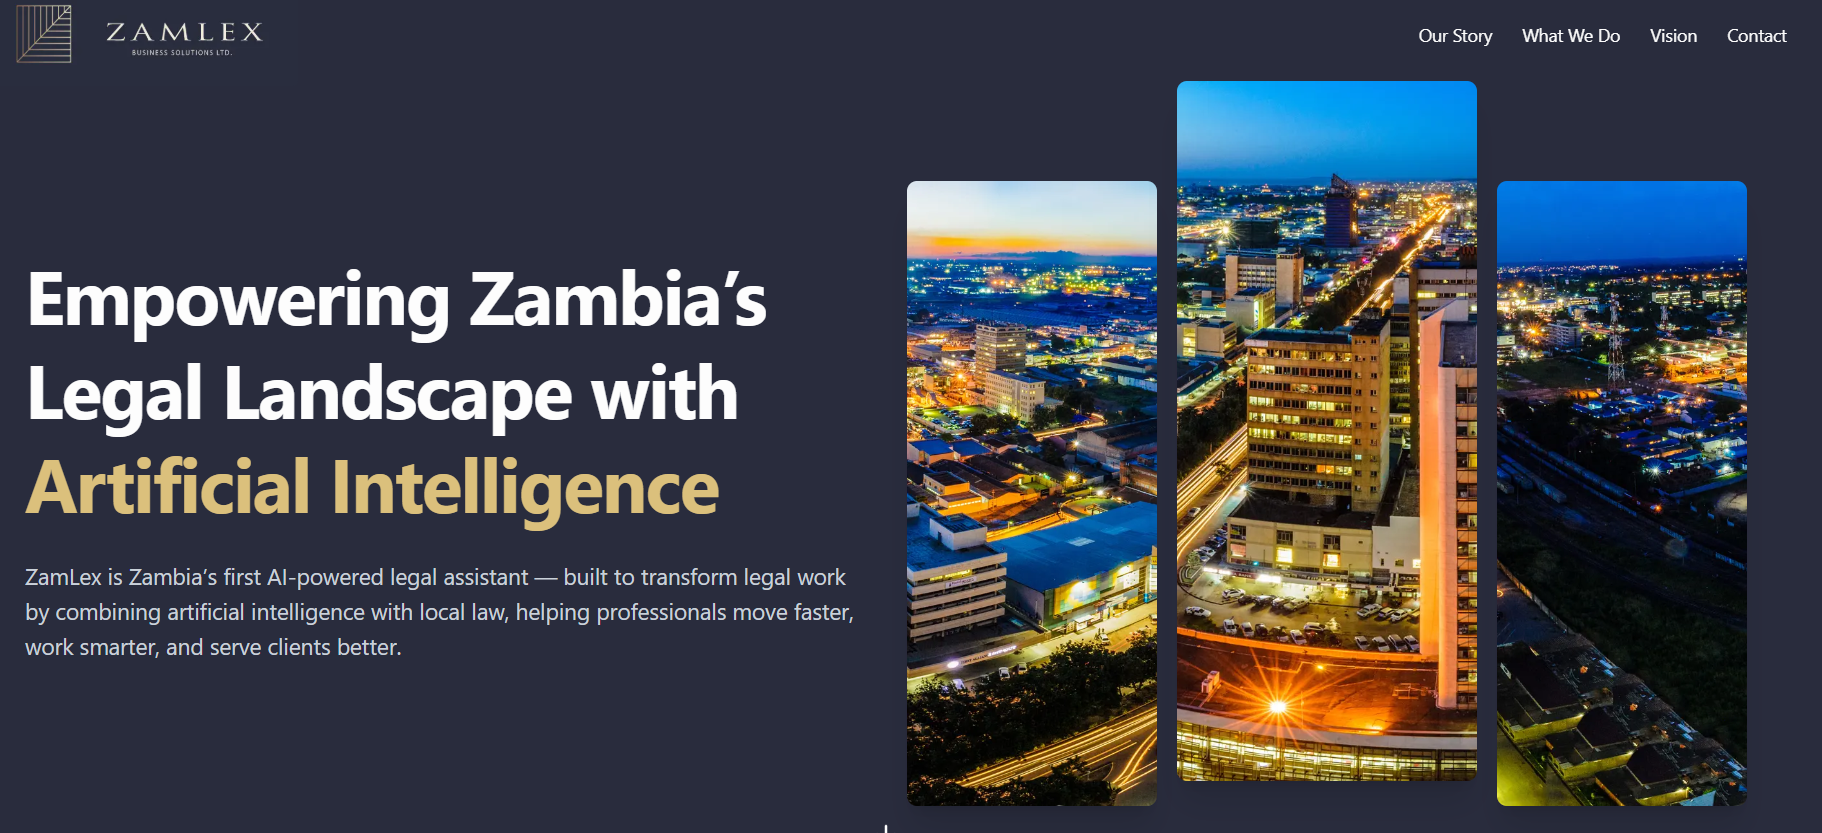 ZAMLEX
BUSINESS SOLUTIONS LTD.
Our Story What We Do Vision Contact
Empowering Zambia’s
Legal Landscape with
Artificial Intelligence
ZamLex is Zambia’s first AI-powered legal assistant — built to transform legal work
by combining artificial intelligence with local law, helping professionals move faster,
work smarter, and serve clients better.